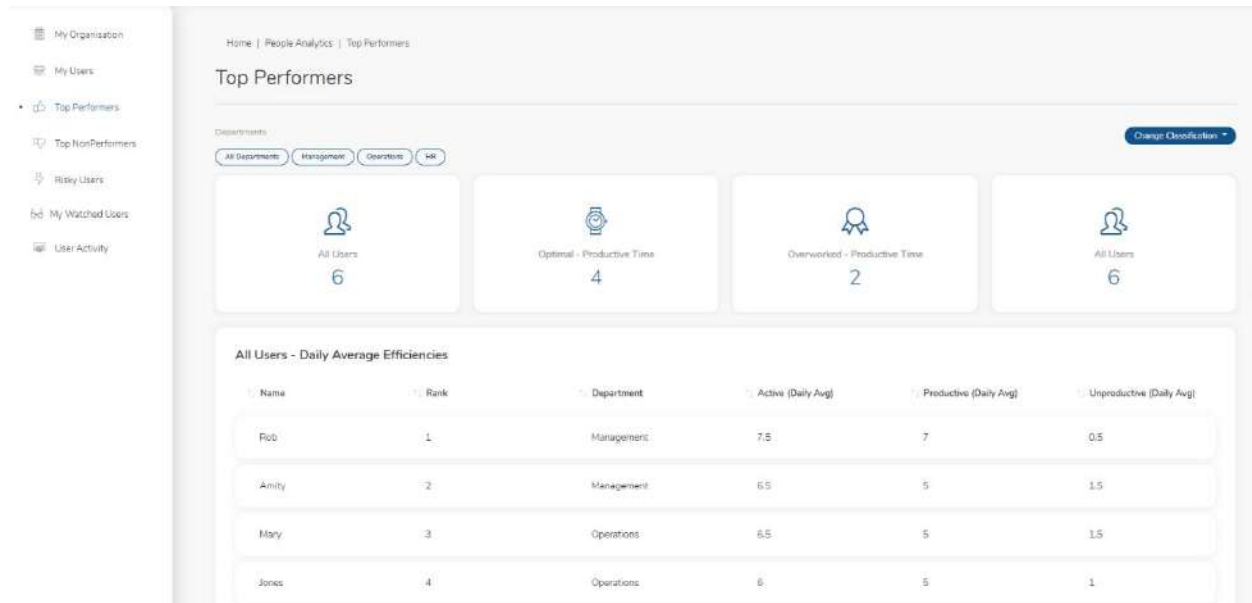 My Organisation
My Users
Top Performers
Top NonPerformers
Risky Users
My Watched Users
User Activity
Home | People Analytics | Top Performers
Top Performers
Departments
Change Classification
All Departments Management Operations HR
All Users
6
Optimal - Productive Time
4
Overworked - Productive Time
2
All Users
6
All Users - Daily Average Efficiencies
Name Rank Department Active (Daily Avg) Productive (Daily Avg) Unproductive (Daily Avg)
Rob 1 Management 7.5 7 0.5
Amity 2 Management 6.5 5 1.5
Mary 3 Operations 6.5 5 1.5
Jones 4 Operations 6 5 1